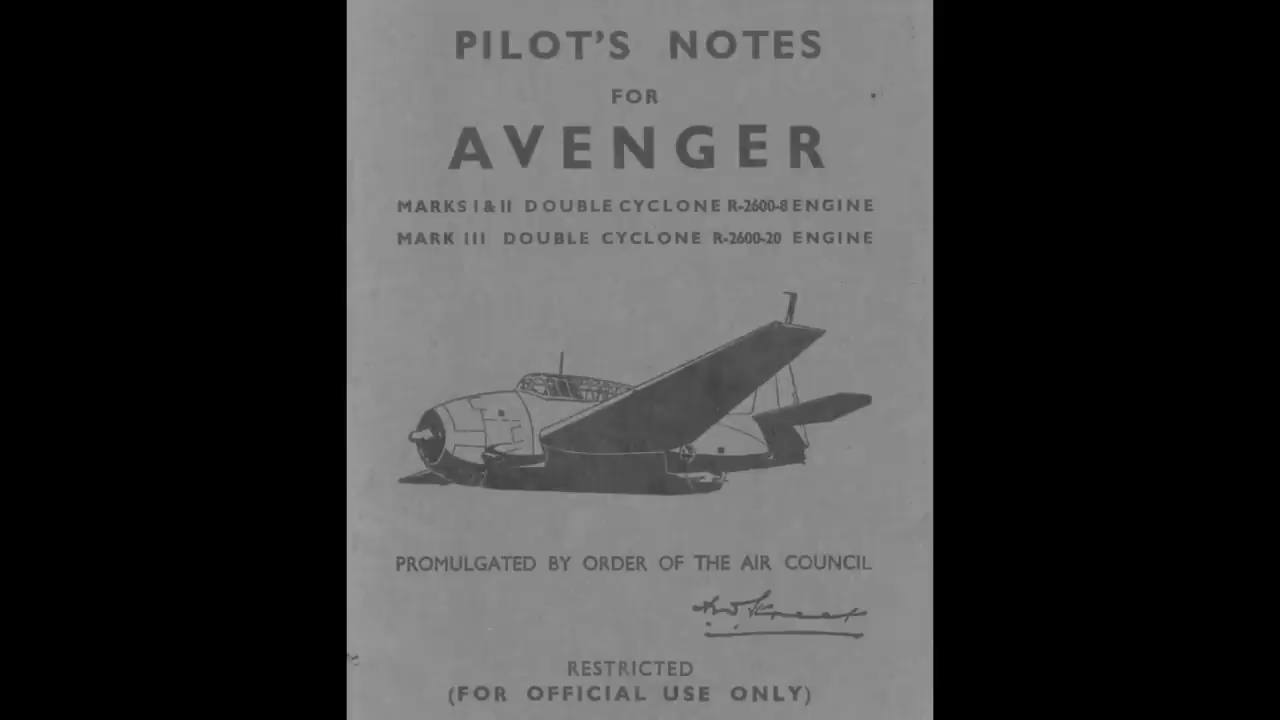 PILOT'S NOTES
FOR
AVENGER
MARKS I & II DOUBLE CYCLONE R-2600-8 ENGINE
MARK III DOUBLE CYCLONE R-2600-20 ENGINE
PROMULGATED BY ORDER OF THE AIR COUNCIL
RESTRICTED
(FOR OFFICIAL USE ONLY)